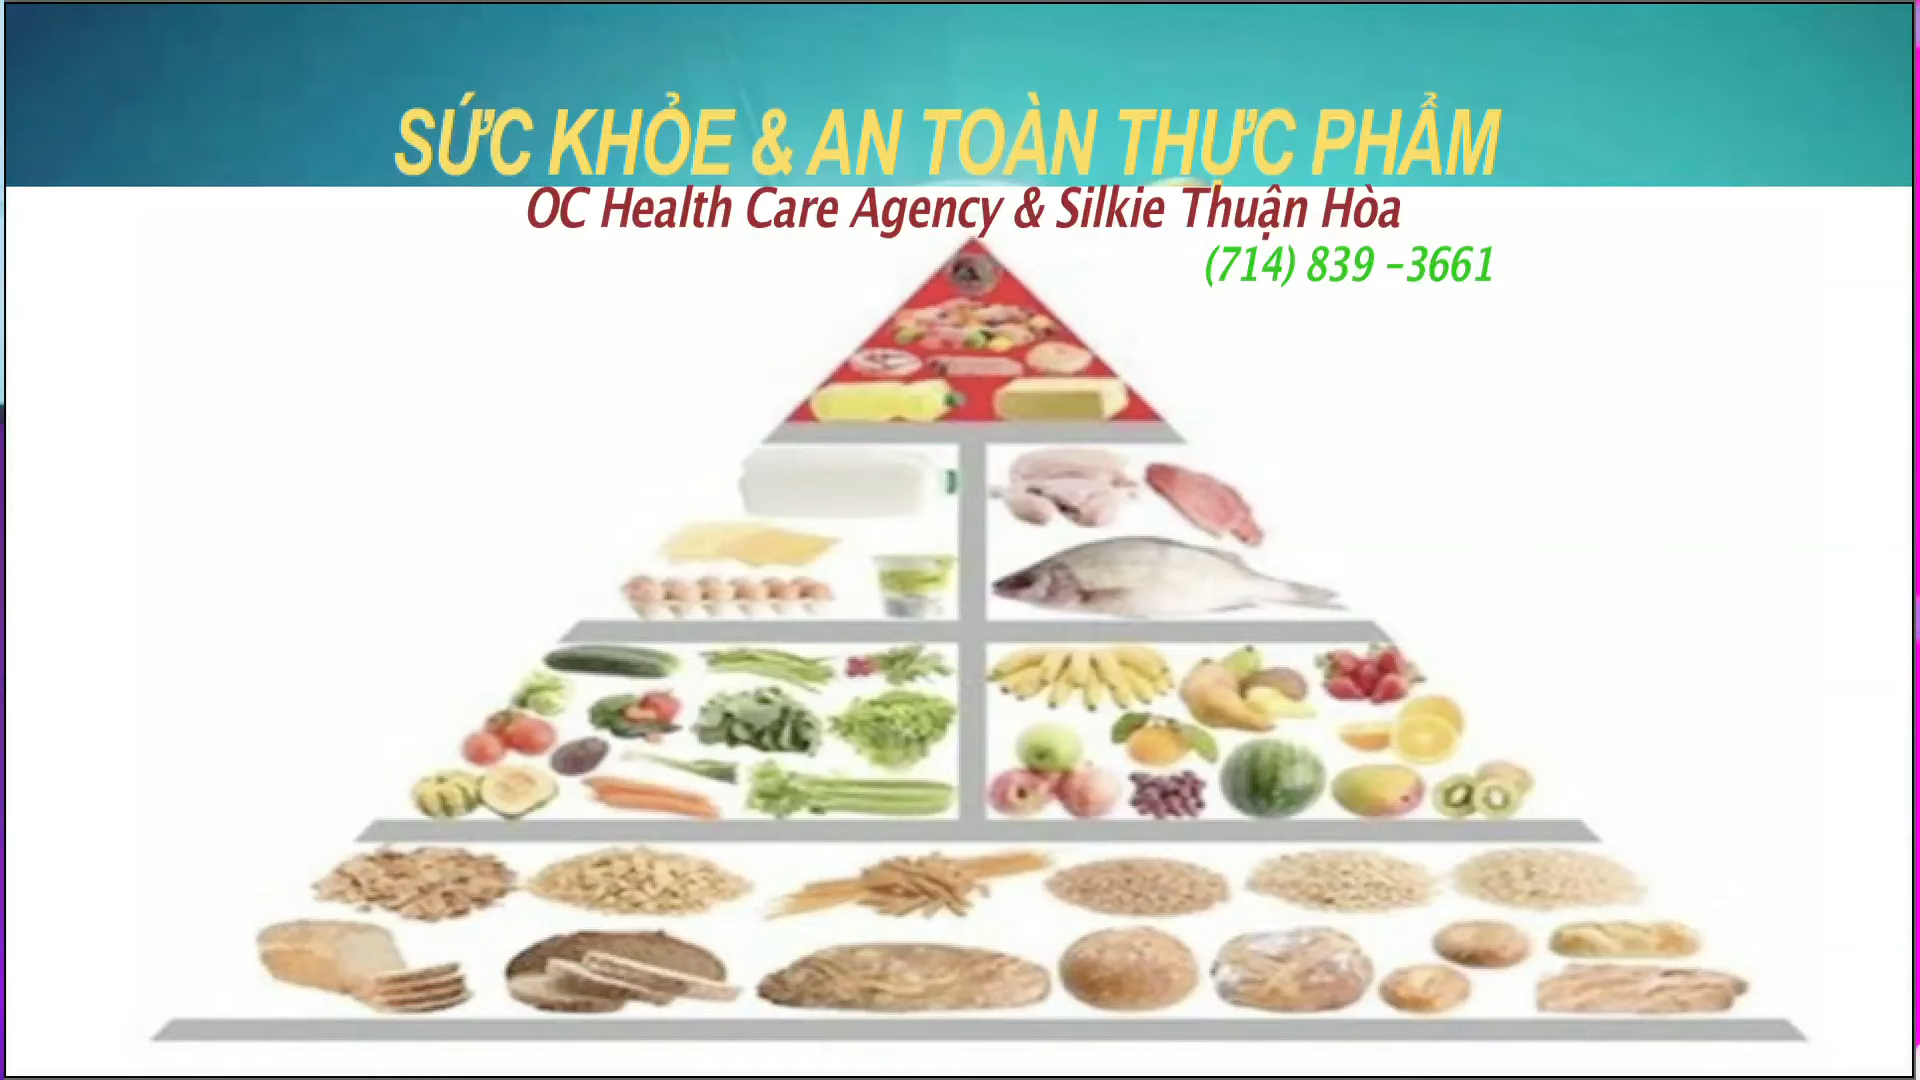 SỨC KHỎE & AN TOÀN THỰC PHẨM
OC Health Care Agency & Silkie Thuận Hòa
(714) 839 -3661